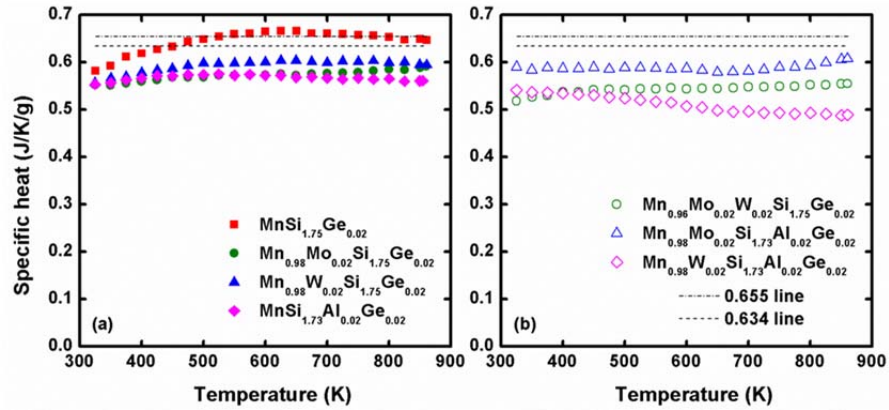 Specific heat (J/K/g)
0.7
0.6
0.5
0.4
0.3
0.2
0.1
0.0
MnSi1.75Ge0.02
Mn0.98Mo0.02Si1.75Ge0.02
Mn0.98W0.02Si1.75Ge0.02
MnSi1.73Al0.02Ge0.02
(a)
300 400 500 600 700 800 900
Temperature (K)
0.7
0.6
0.5
0.4
0.3
0.2
0.1
0.0
Mn0.96Mo0.02W0.02Si1.75Ge0.02
Mn0.98Mo0.02Si1.73Al0.02Ge0.02
Mn0.98W0.02Si1.73Al0.02Ge0.02
0.655 line
0.634 line
(b)
300 400 500 600 700 800 900
Temperature (K)